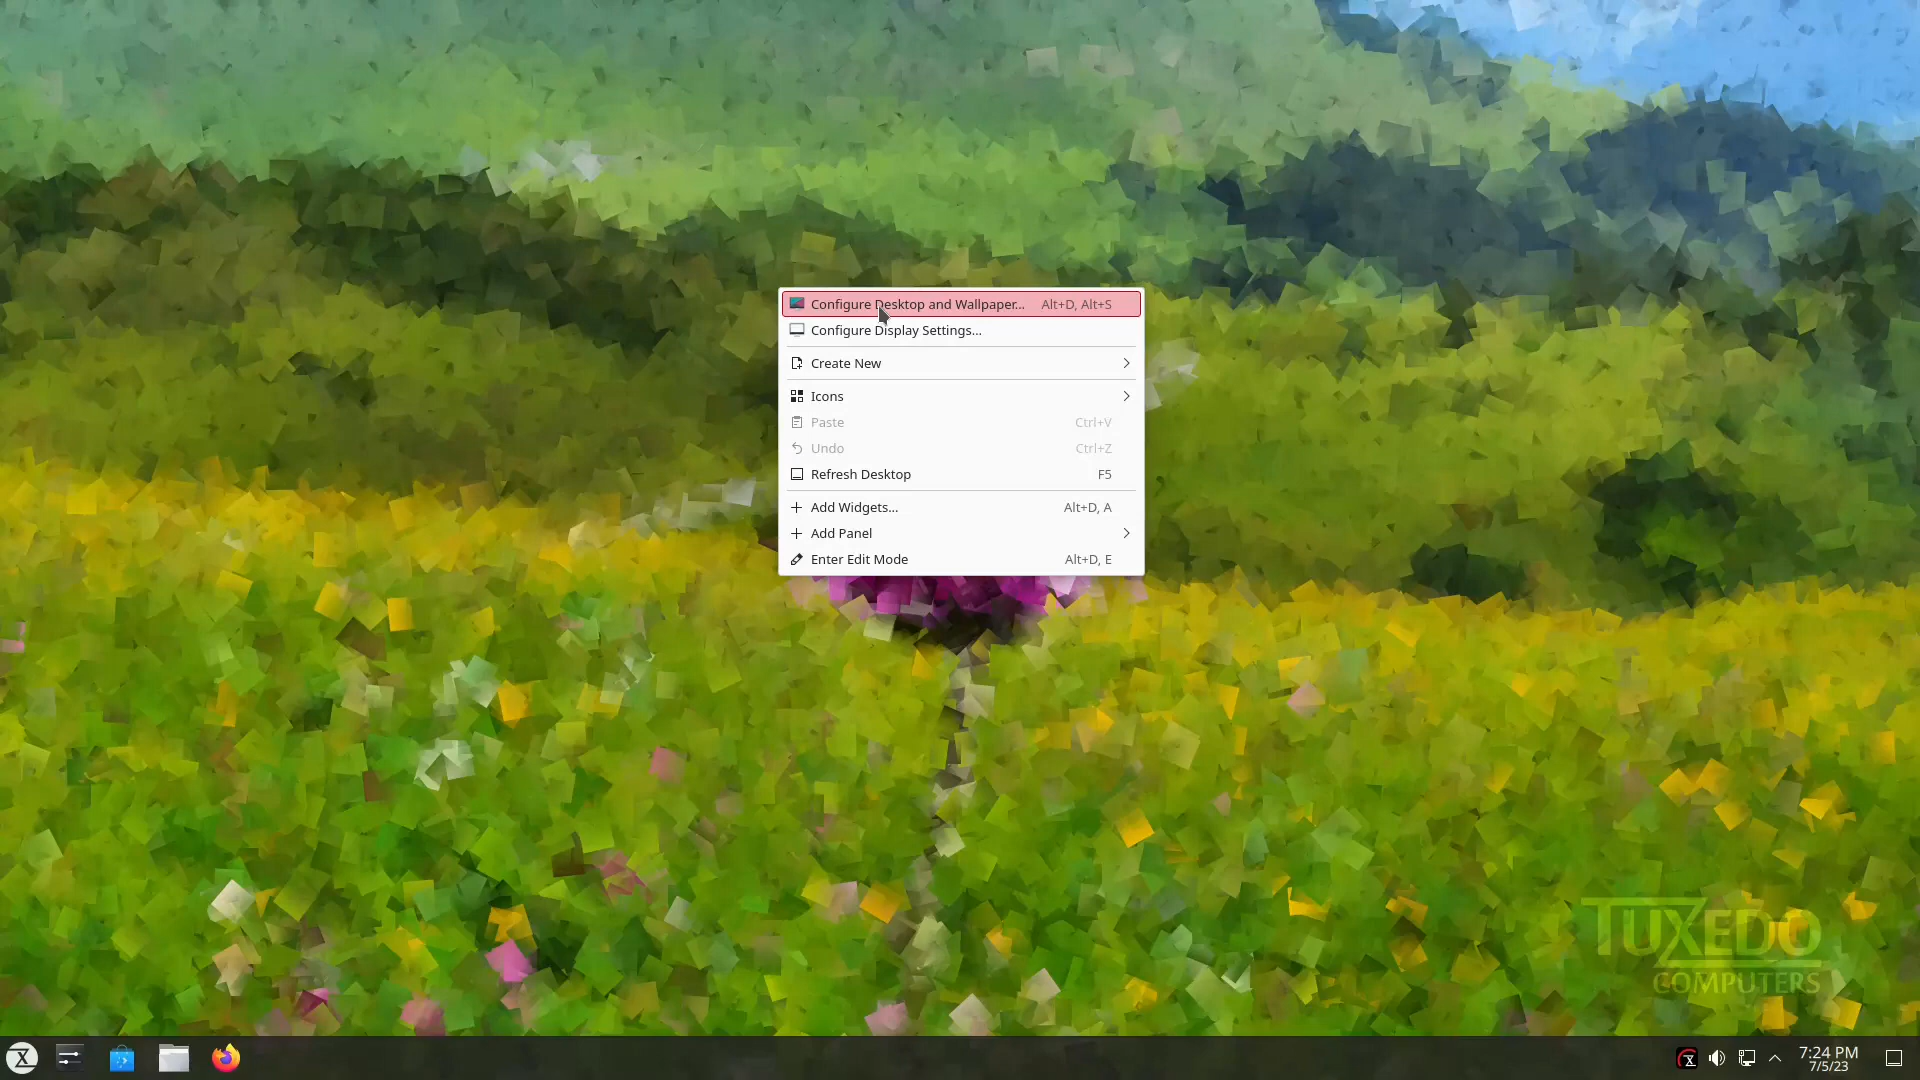 Configure Desktop and Wallpaper... Alt+D, Alt+S
Configure Display Settings...
Create New
Icons
Paste Ctrl+V
Undo Ctrl+Z
Refresh Desktop F5
Add Widgets... Alt+D, A
Add Panel
Enter Edit Mode Alt+D, E
TUXEDO
COMPUTERS
7:24 PM
7/5/23